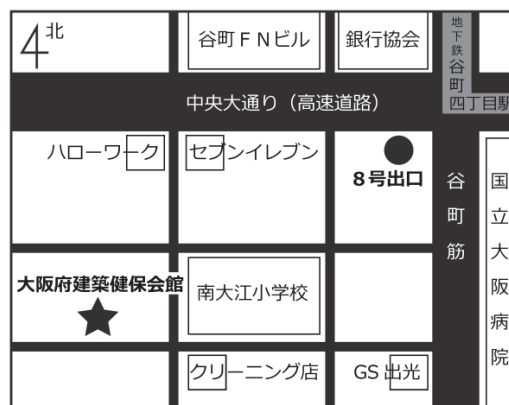 北
谷町ＦＮビル
銀行協会
地下鉄谷町
四丁目駅
中央大通り（高速道路）
ハローワーク
セブンイレブン
８号出口
谷町筋
国立大阪病院
大阪府建築健保会館
南大江小学校
クリーニング店
GS 出光